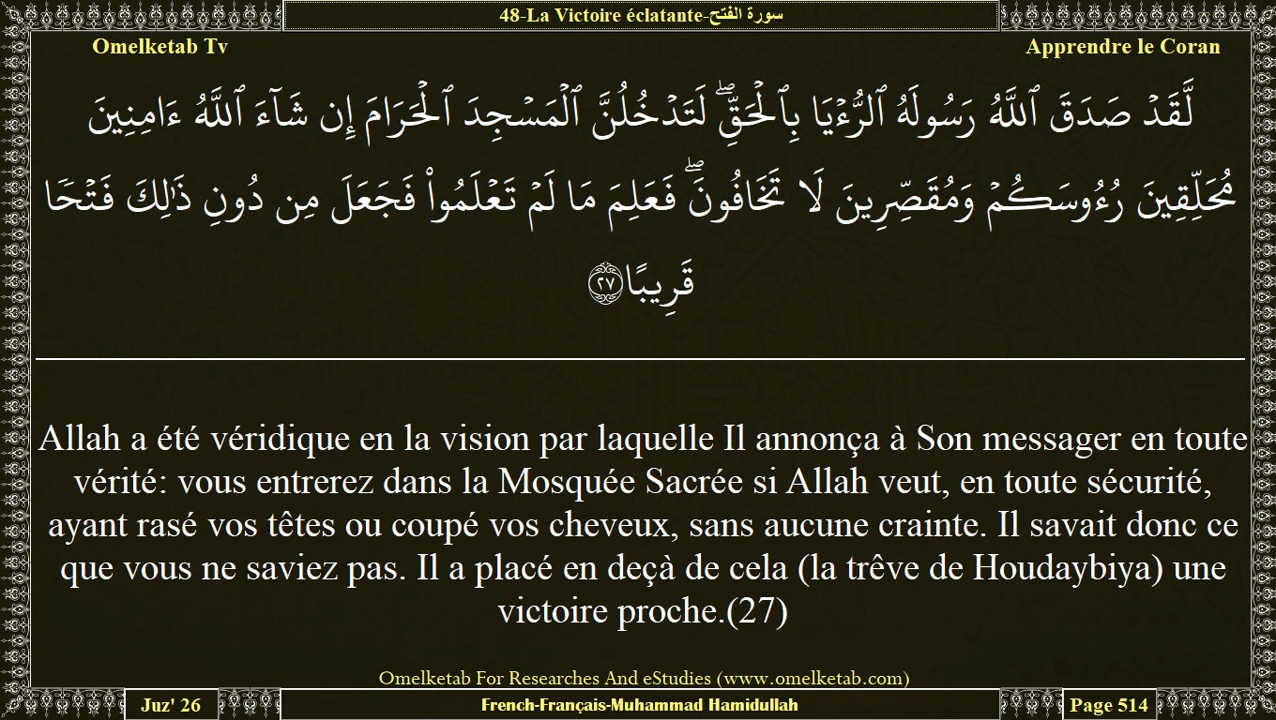 48-La Victoire éclatante-سورة الفتح
Omelketab Tv
Apprendre le Coran
لَّقَدْ صَدَقَ ٱللَّهُ رَسُولَهُ ٱلرُّءْيَا بِٱلْحَقِّ ۖ لَتَدْخُلُنَّ ٱلْمَسْجِدَ ٱلْحَرَامَ إِن شَآءَ ٱللَّهُ ءَامِنِينَ
مُحَلِّقِينَ رُءُوسَكُمْ وَمُقَصِّرِينَ لَا تَخَافُونَ ۖ فَعَلِمَ مَا لَمْ تَعْلَمُوا۟ فَجَعَلَ مِن دُونِ ذَٰلِكَ فَتْحًا
قَرِيبًا ٢٧
Allah a été véridique en la vision par laquelle Il annonça à Son messager en toute
vérité: vous entrerez dans la Mosquée Sacrée si Allah veut, en toute sécurité,
ayant rasé vos têtes ou coupé vos cheveux, sans aucune crainte. Il savait donc ce
que vous ne saviez pas. Il a placé en deçà de cela (la trêve de Houdaybiya) une
victoire proche.(27)
Omelketab For Researches And eStudies (www.omelketab.com)
Juz' 26
French-Français-Muhammad Hamidullah
Page 514